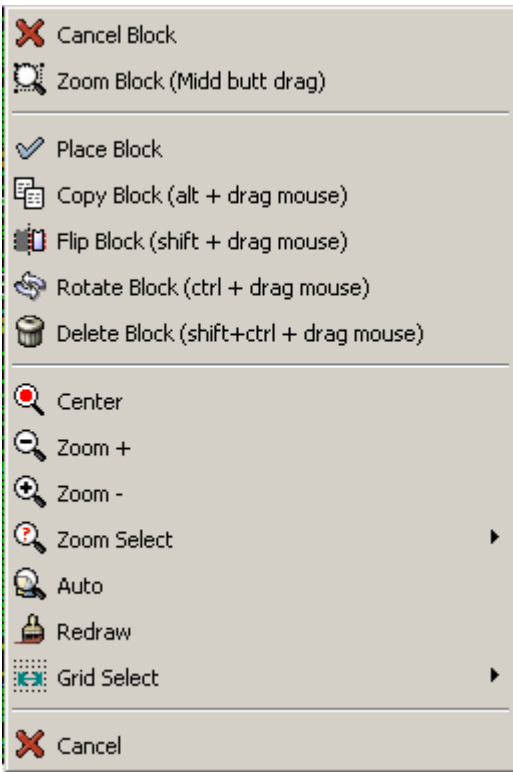 Cancel Block
Zoom Block (Midd butt drag)
Place Block
Copy Block (alt + drag mouse)
Flip Block (shift + drag mouse)
Rotate Block (ctrl + drag mouse)
Delete Block (shift+ctrl + drag mouse)
Center
Zoom +
Zoom -
Zoom Select
Auto
Redraw
Grid Select
Cancel